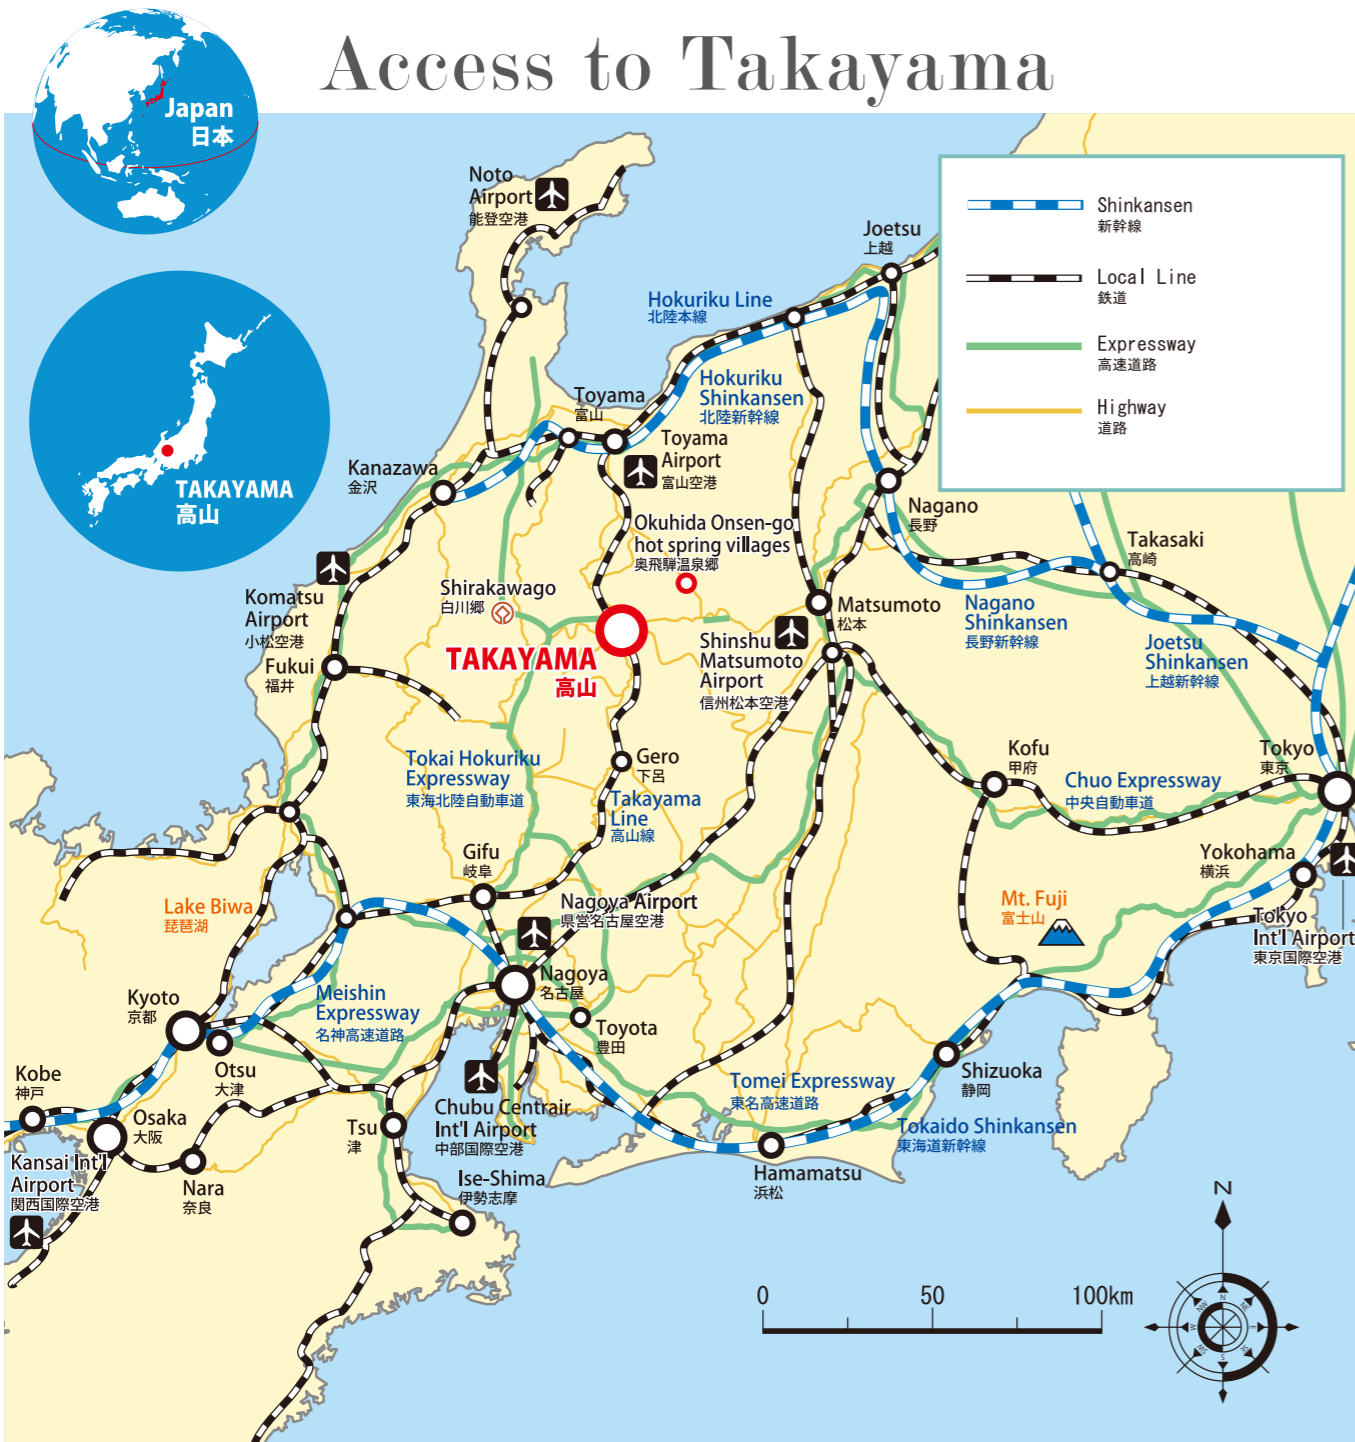 Access to Takayama
Japan
日本
TAKAYAMA
高山
Shinkansen
新幹線
Local Line
鉄道
Expressway
高速道路
Highway
道路
Noto
Airport
能登空港
Joetsu
上越
Hokuriku Line
北陸本線
Hokuriku
Shinkansen
北陸新幹線
Toyama
富山
Toyama
Airport
富山空港
Kanazawa
金沢
Nagano
長野
Okuhida Onsen-go
hot spring villages
奥飛騨温泉郷
Takasaki
高崎
Komatsu
Airport
小松空港
Shirakawago
白川郷
Matsumoto
松本
Nagano
Shinkansen
長野新幹線
Joetsu
Shinkansen
上越新幹線
Fukui
福井
TAKAYAMA
高山
Shinshu
Matsumoto
Airport
信州松本空港
Tokai Hokuriku
Expressway
東海北陸自動車道
Gero
下呂
Takayama
Line
高山線
Kofu
甲府
Chuo Expressway
中央自動車道
Tokyo
東京
Gifu
岐阜
Yokohama
横浜
Lake Biwa
琵琶湖
Nagoya Airport
県営名古屋空港
Mt. Fuji
富士山
Tokyo
Int'l Airport
東京国際空港
Kyoto
京都
Meishin
Expressway
名神高速道路
Nagoya
名古屋
Toyota
豊田
Otsu
大津
Kobe
神戸
Osaka
大阪
Shizuoka
静岡
Tomei Expressway
東名高速道路
Chubu Centrair
Int'l Airport
中部国際空港
Tsu
津
Tokaido Shinkansen
東海道新幹線
Kansai Int'l
Airport
関西国際空港
Nara
奈良
Ise-Shima
伊勢志摩
Hamamatsu
浜松
0 50 100km
N
N
NE
E
SE
S
SW
W
NW